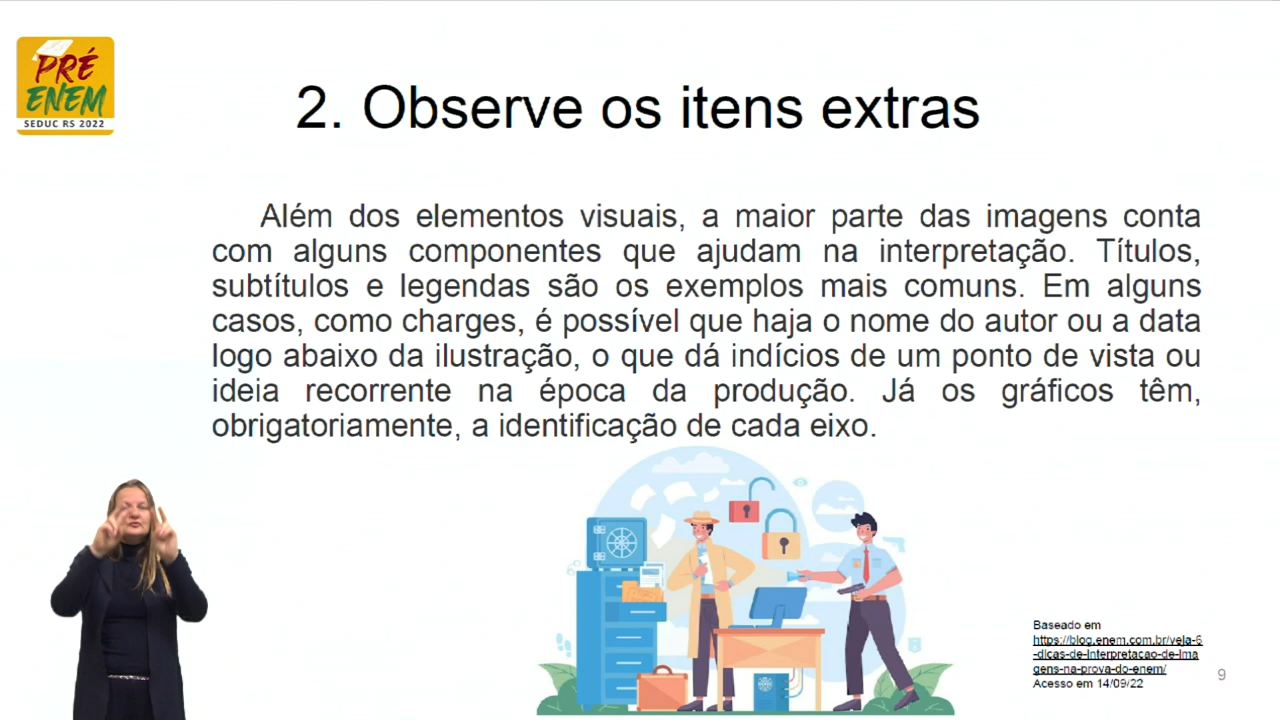 PRÉ
ENEM
SEDUC RS 2022
2. Observe os itens extras
Além dos elementos visuais, a maior parte das imagens conta
com alguns componentes que ajudam na interpretação. Títulos,
subtítulos e legendas são os exemplos mais comuns. Em alguns
casos, como charges, é possível que haja o nome do autor ou a data
logo abaixo da ilustração, o que dá indícios de um ponto de vista ou
ideia recorrente na época da produção. Já os gráficos têm,
obrigatoriamente, a identificação de cada eixo.
Baseado em
https://blog.enem.com.br/veja-6
-dicas-de-interpretacao-de-ima
gens-na-prova-do-enem/
Acesso em 14/09/22
9